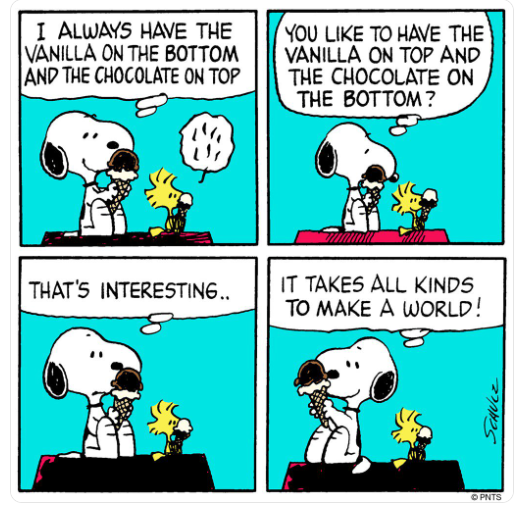 I ALWAYS HAVE THE
VANILLA ON THE BOTTOM
AND THE CHOCOLATE ON TOP
YOU LIKE TO HAVE THE
VANILLA ON TOP AND
THE CHOCOLATE ON
THE BOTTOM?
THAT'S INTERESTING..
IT TAKES ALL KINDS
TO MAKE A WORLD!
SCHULZ
© PNTS